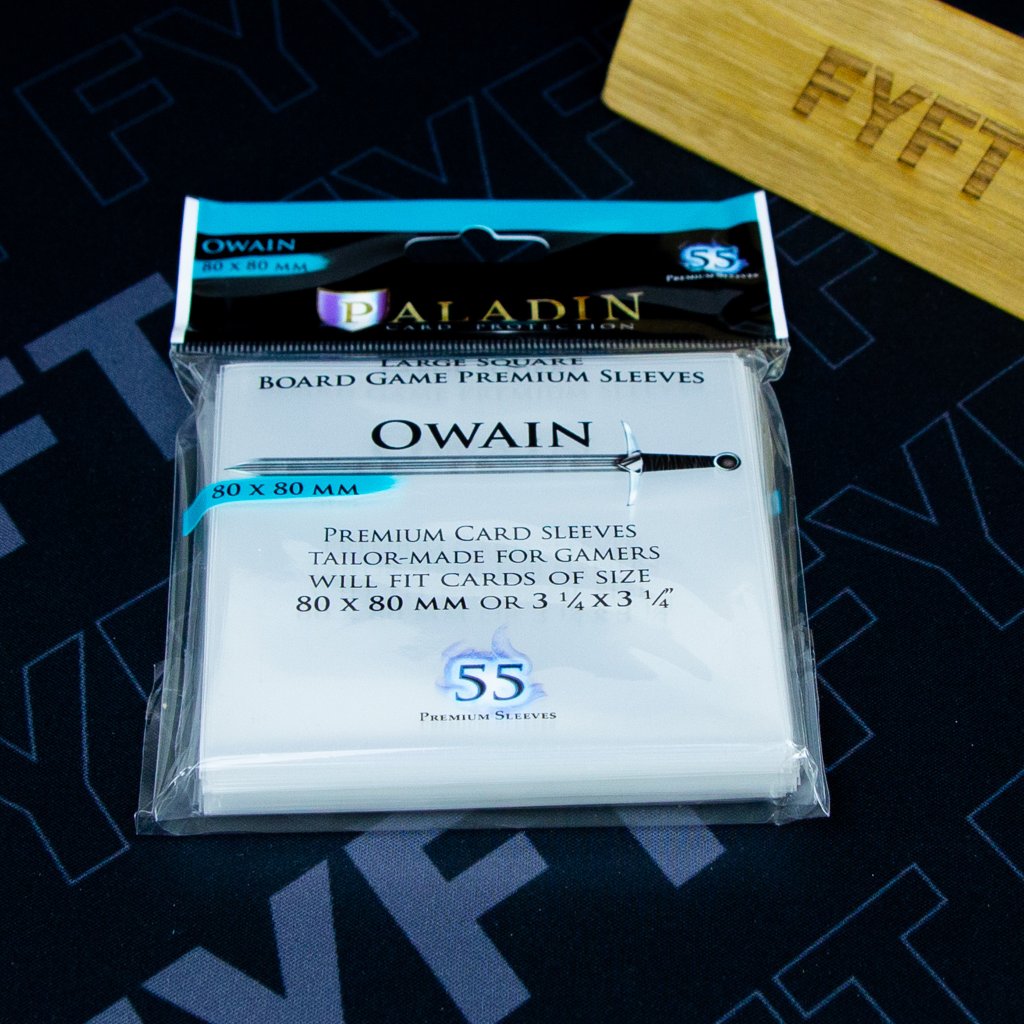 FYFT
OWAIN
80 X 80 MM
55
PREMIUM SLEEVES
PALADIN
CARD PROTECTION
LARGE SQUARE
BOARD GAME PREMIUM SLEEVES
OWAIN
80 X 80 MM
PREMIUM CARD SLEEVES
TAILOR-MADE FOR GAMERS
WILL FIT CARDS OF SIZE
80 X 80 MM OR 3 ¼ X 3 ¼"
55
PREMIUM SLEEVES
FYFT